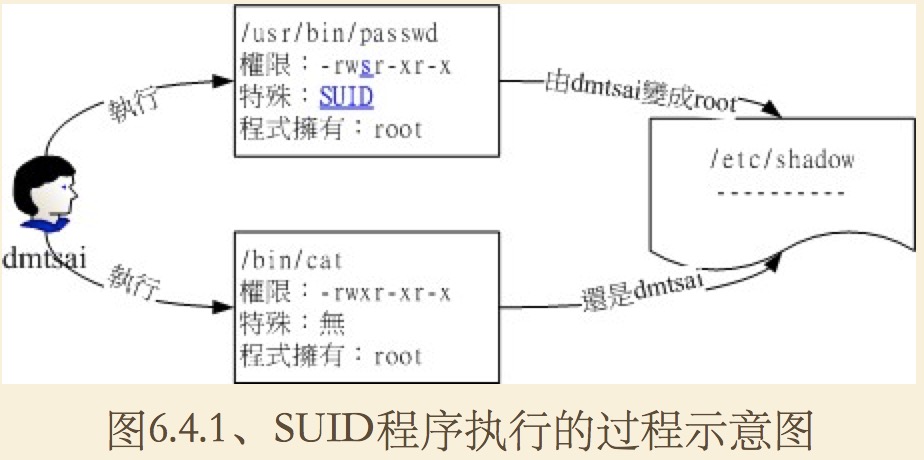 /usr/bin/passwd
權限：-rwsr-xr-x
特殊：SUID
程式擁有：root
執行
由dmtsai變成root
/etc/shadow
----------
dmtsai
執行
/bin/cat
權限：-rwxr-xr-x
特殊：無
程式擁有：root
還是dmtsai
图6.4.1、SUID程序执行的过程示意图